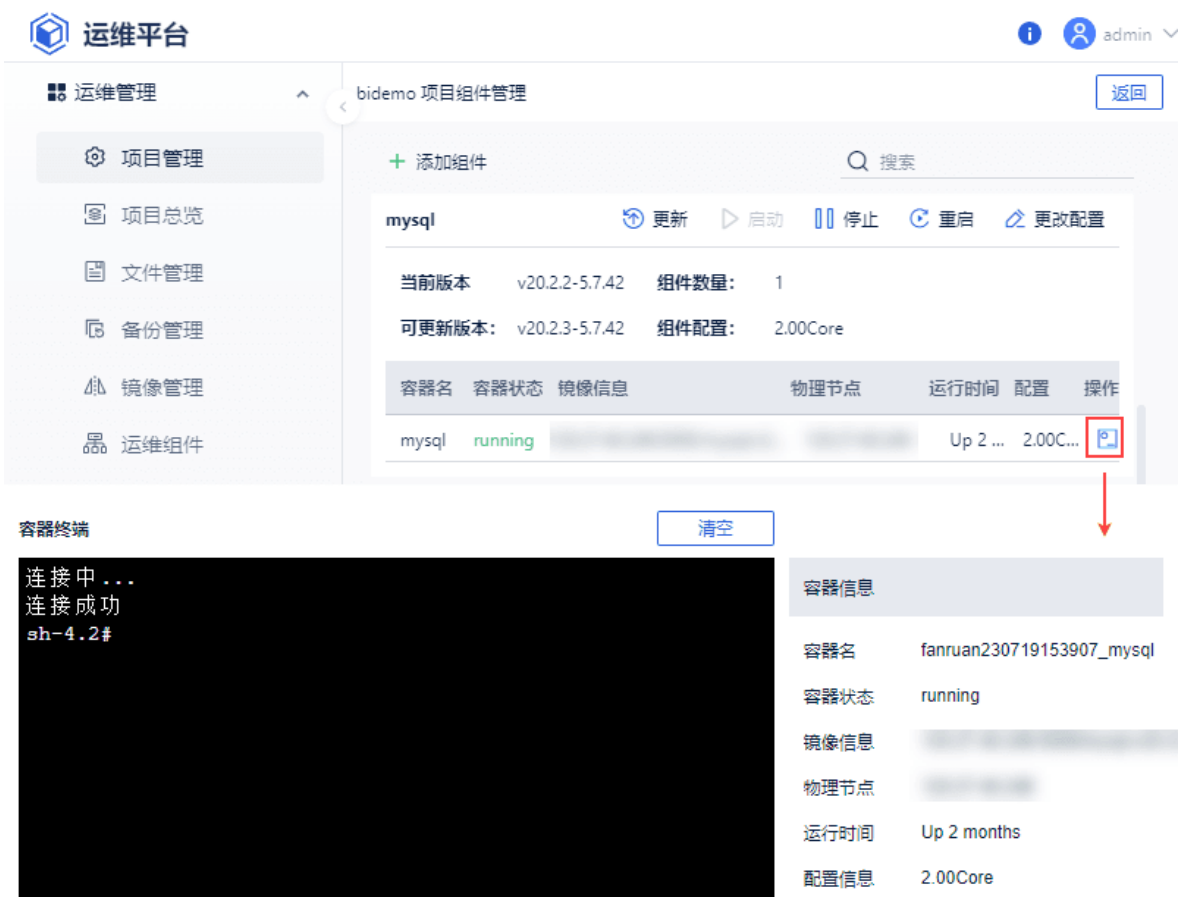 运维平台
i admin
运维管理
bidemo 项目组件管理
返回
项目管理
添加组件
搜索
项目总览
mysql
更新
启动
停止
重启
更改配置
文件管理
当前版本 v20.2.2-5.7.42 组件数量： 1
备份管理
可更新版本： v20.2.3-5.7.42 组件配置： 2.00Core
镜像管理
容器名 容器状态 镜像信息 物理节点 运行时间 配置 操作
运维组件
mysql running Up 2 ... 2.00C...
容器终端
清空
连接中...
连接成功
sh-4.2#
容器信息
容器名 fanruan230719153907_mysql
容器状态 running
镜像信息
物理节点
运行时间 Up 2 months
配置信息 2.00Core